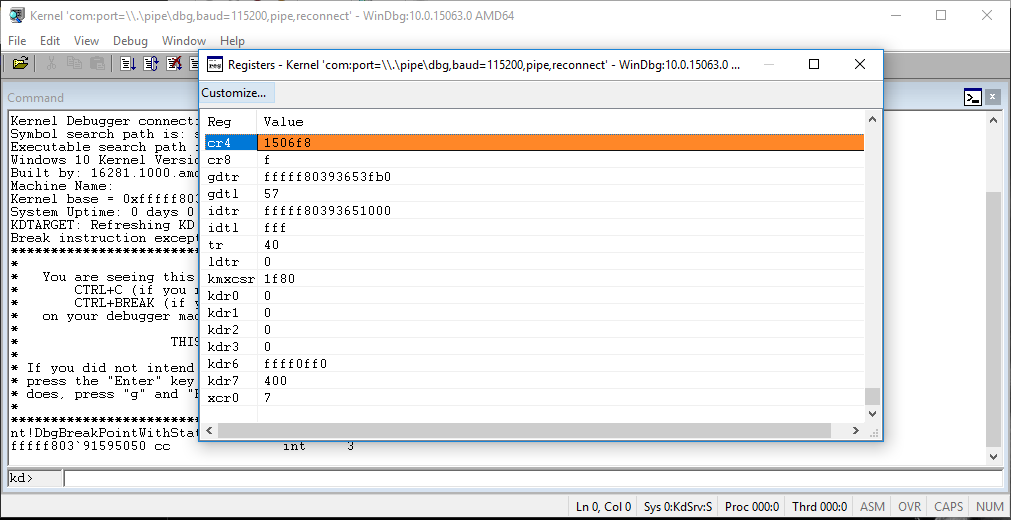 Kernel 'com:port=\\.\pipe\dbg,baud=115200,pipe,reconnect' - WinDbg:10.0.15063.0 AMD64
File Edit View Debug Window Help
Registers - Kernel 'com:port=\\.\pipe\dbg,baud=115200,pipe,reconnect' - WinDbg:10.0.15063.0 ...
Customize...
Reg Value
cr4 1506f8
cr8 f
gdtr fffff80393653fb0
gdtl 57
idtr fffff80393651000
idtl fff
tr 40
ldtr 0
kmxcsr 1f80
kdr0 0
kdr1 0
kdr2 0
kdr3 0
kdr6 ffff0ff0
kdr7 400
xcr0 7
Command
Kernel Debugger connect
Symbol search path is: s
Executable search path
Windows 10 Kernel Versi
Built by: 16281.1000.am
Machine Name:
Kernel base = 0xfffff803
System Uptime: 0 days 0
KDTARGET: Refreshing KD
Break instruction except
************************
*
* You are seeing this
* CTRL+C (if you r
* CTRL+BREAK (if y
* on your debugger mac
*
* THIS
*
* If you did not intend
* press the "Enter" key
* does, press "g" and "
*
************************
nt!DbgBreakPointWithStat
fffff803`91595050 cc int 3
kd>
Ln 0, Col 0 Sys 0:KdSrv:S Proc 000:0 Thrd 000:0 ASM OVR CAPS NUM